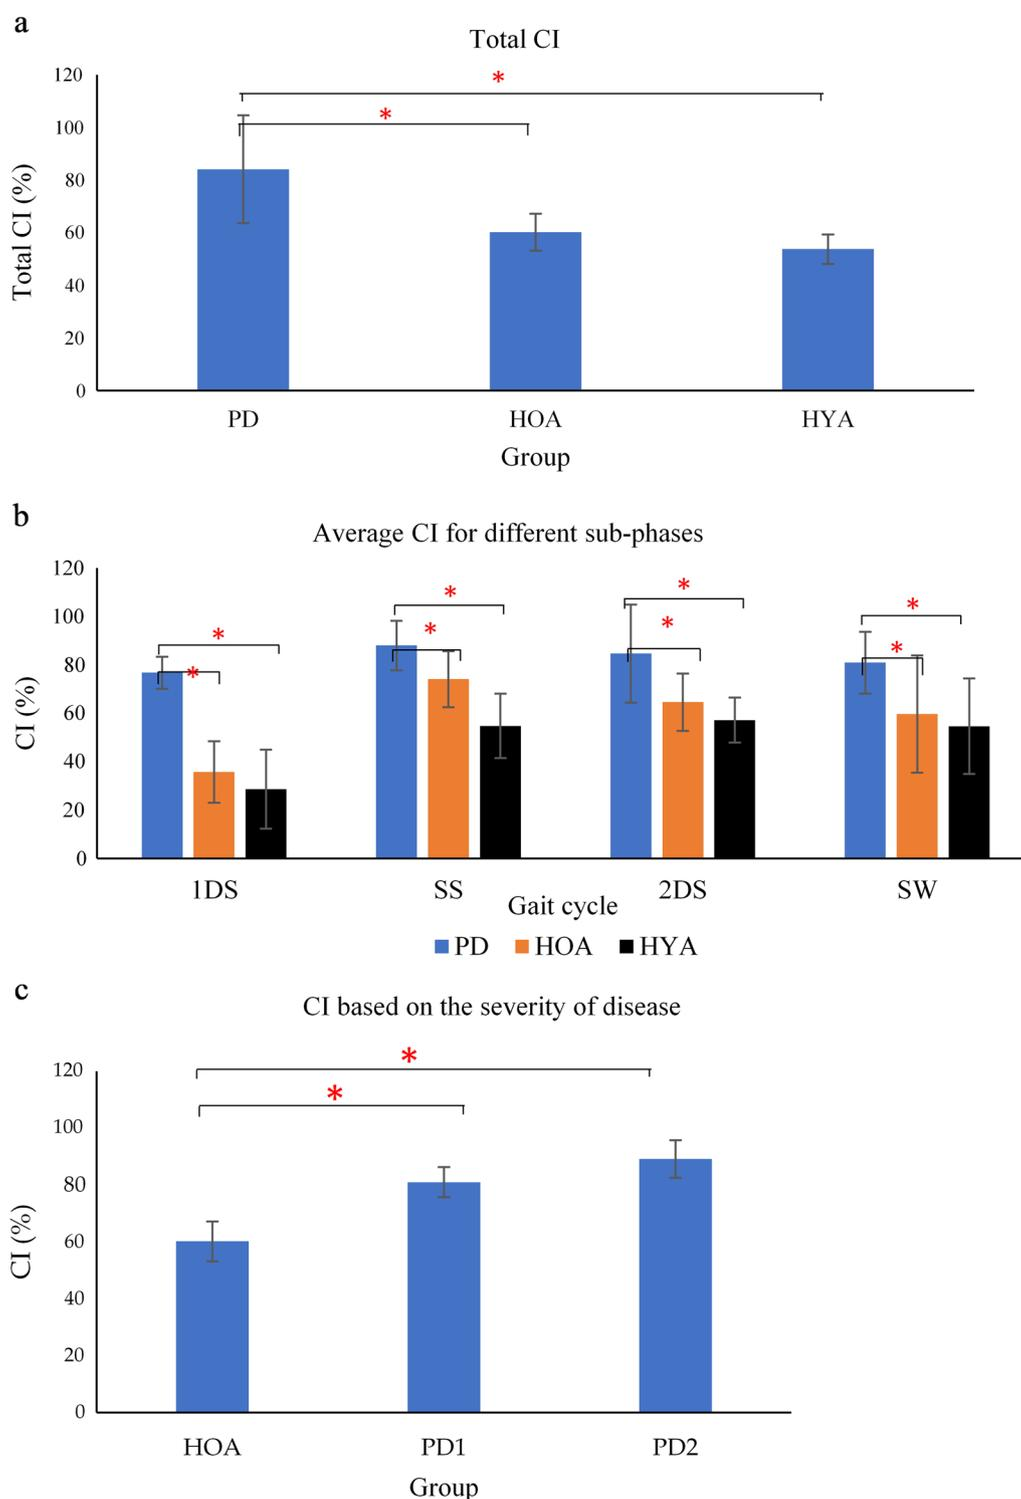 a
Total CI
120
100
80
60
40
20
0
Total CI (%)
*
*
PD HOA HYA
Group
b
Average CI for different sub-phases
120
100
80
60
40
20
0
CI (%)
* * * *
* * * *
1DS SS 2DS SW
Gait cycle
PD HOA HYA
c
CI based on the severity of disease
120
100
80
60
40
20
0
CI (%)
*
*
HOA PD1 PD2
Group